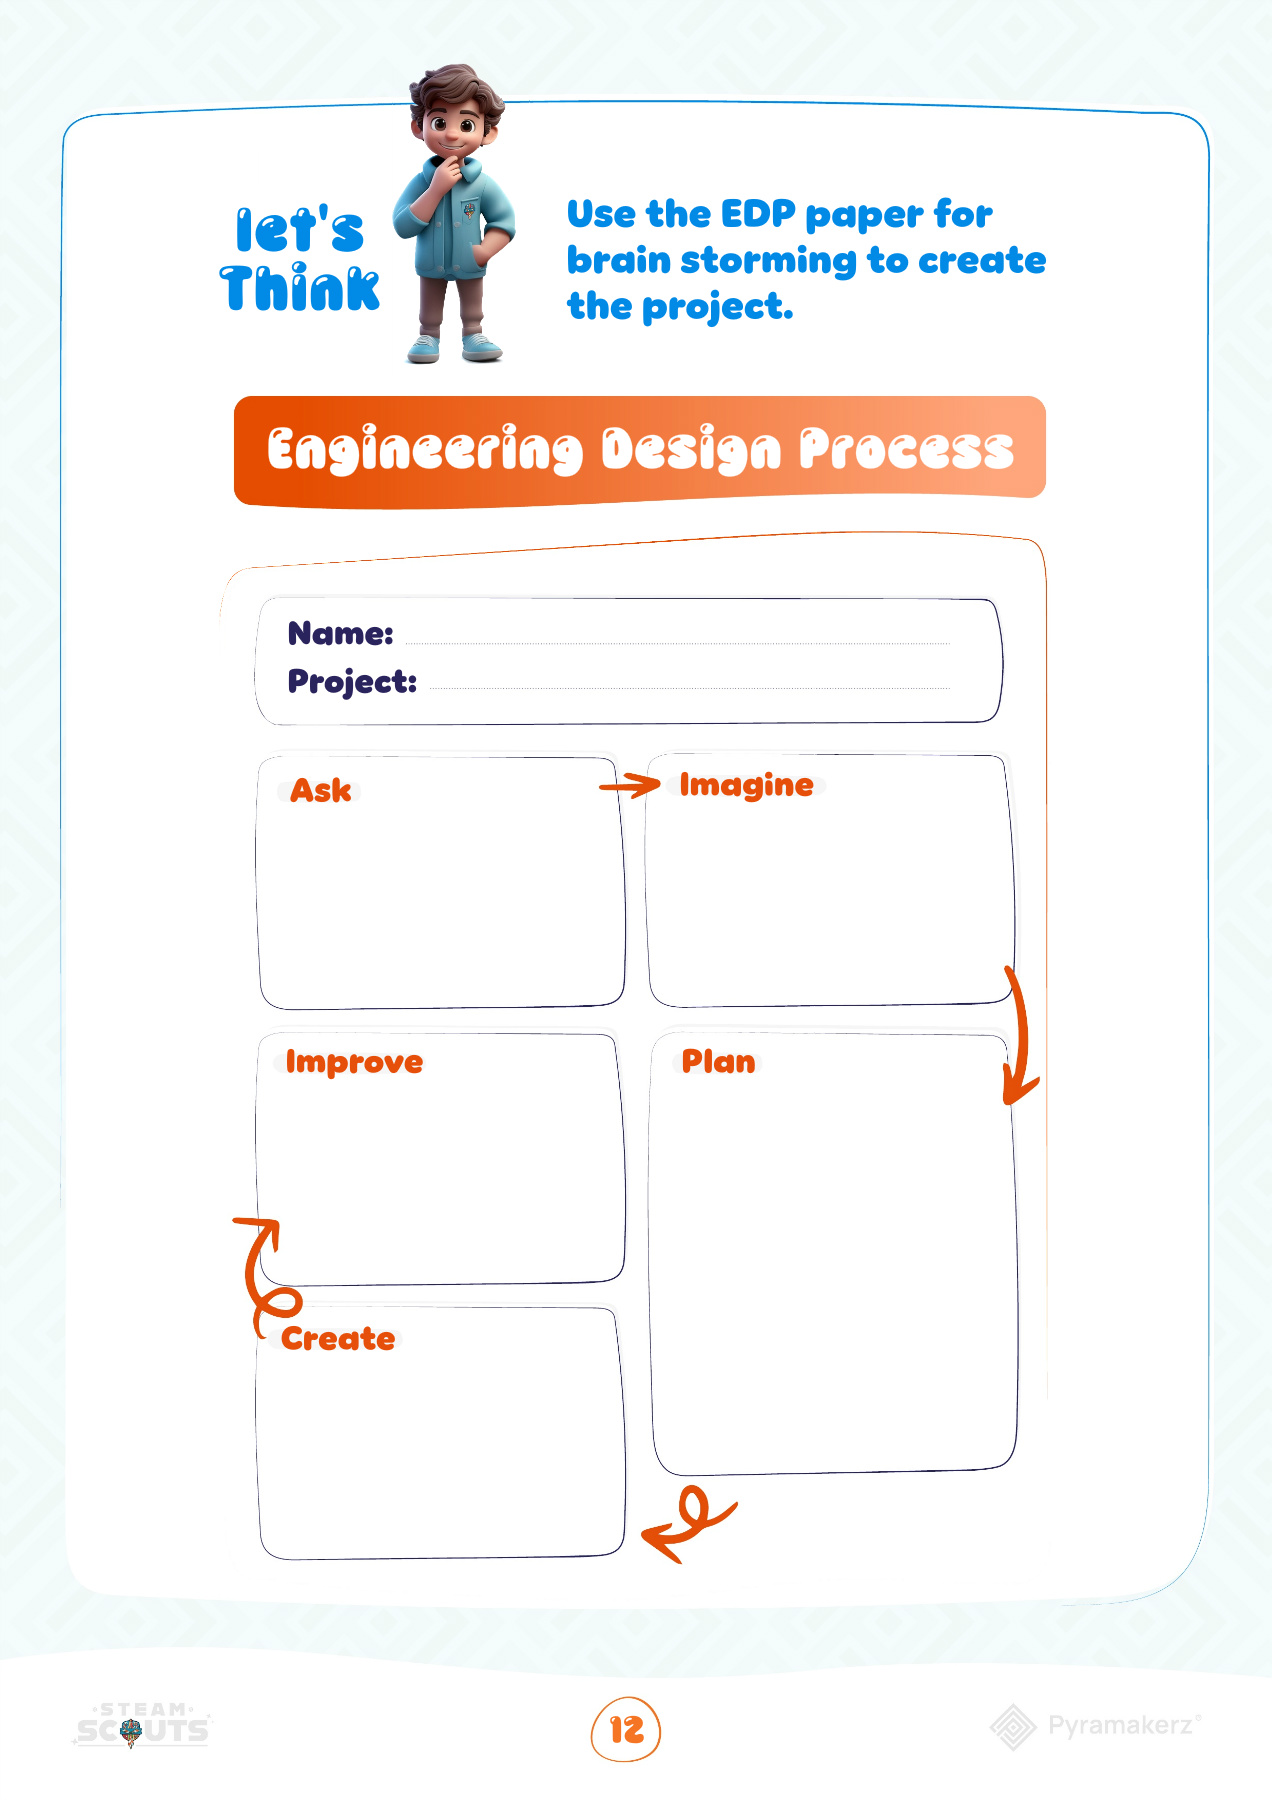 let's
Think
Use the EDP paper for
brain storming to create
the project.
Engineering Design Process
Name:
Project:
Ask
Imagine
Improve
Plan
Create
STEAM
SCOUTS
12
Pyramakerz